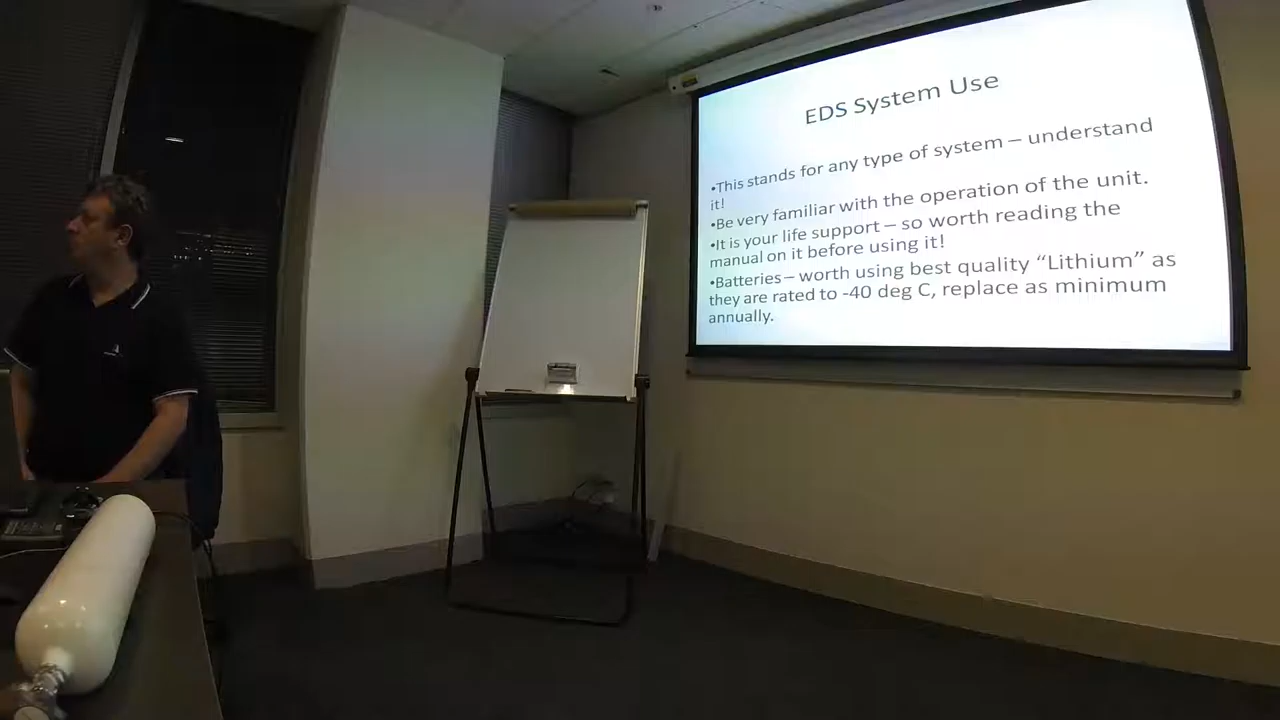 EDS System Use
•This stands for any type of system – understand
it!
•Be very familiar with the operation of the unit.
•It is your life support – so worth reading the
manual on it before using it!
•Batteries – worth using best quality “Lithium” as
they are rated to -40 deg C, replace as minimum
annually.